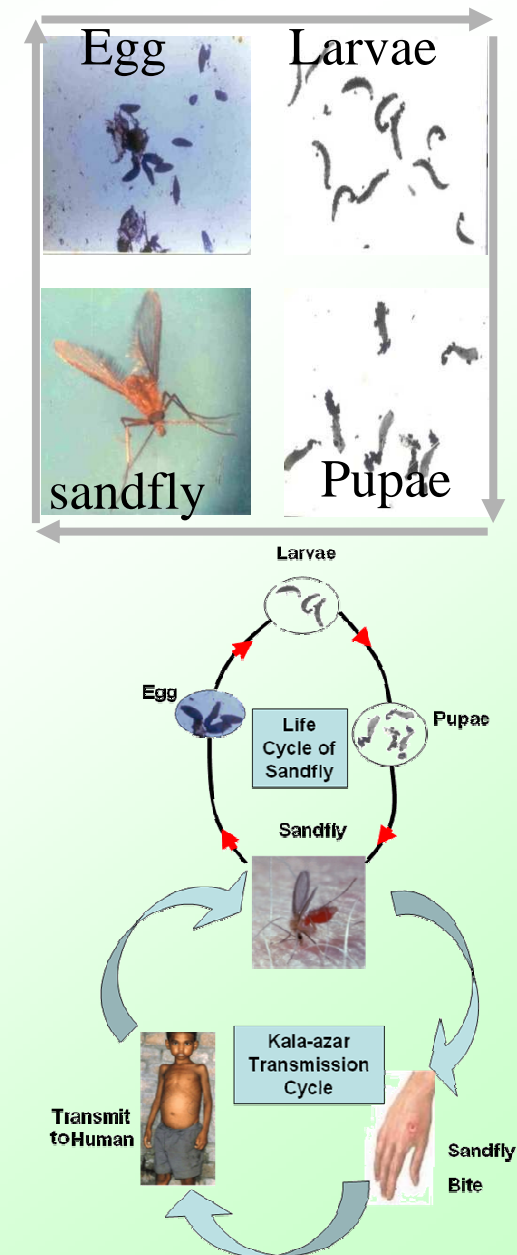 Egg
Larvae
sandfly
Pupae
Larvae
Egg
Pupae
Life
Cycle of
Sandfly
Sandfly
Kala-azar
Transmission
Cycle
Transmit
toHuman
Sandfly
Bite